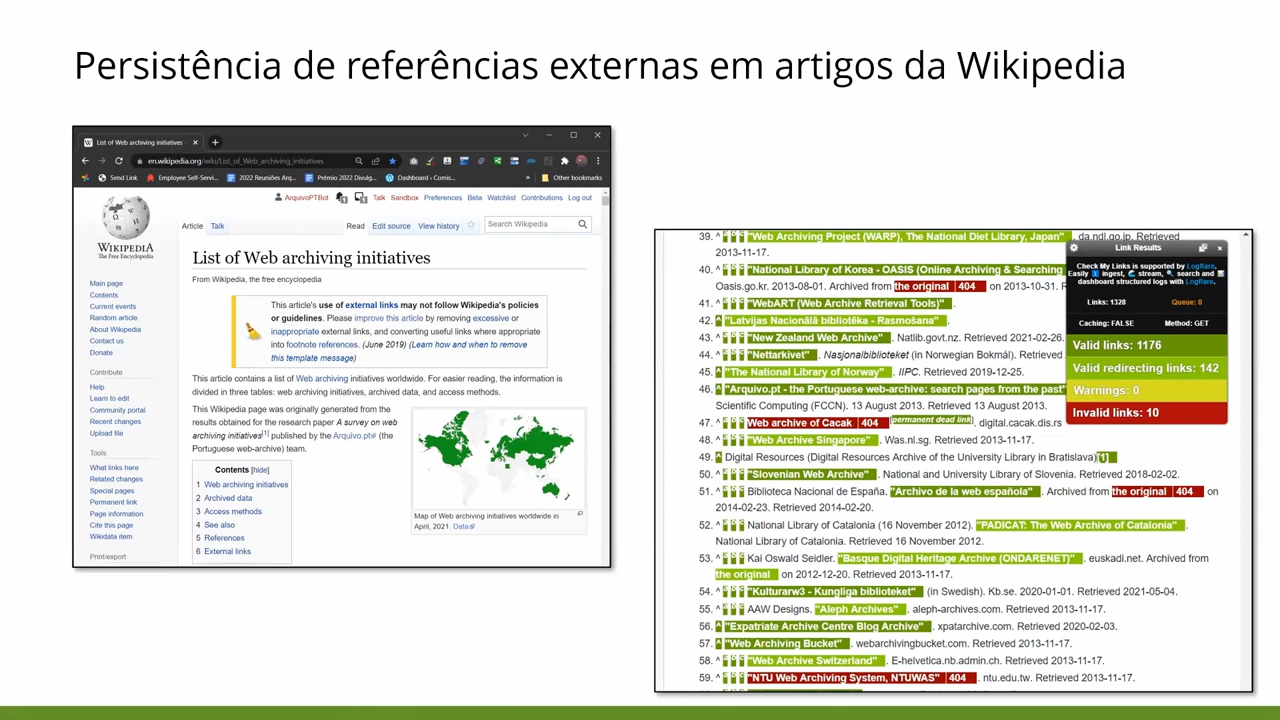 Persistência de referências externas em artigos da Wikipedia
List of Web archiving initiatives
en.wikipedia.org/wiki/List_of_Web_archiving_initiatives
Send Link
Employee Self-Servi...
2022 Reuniões Arq...
Prémio 2022 Divulg...
Dashboard ‹ Comis...
»
Other bookmarks
ArquivoPTBot
Talk
Sandbox
Preferences
Beta
Watchlist
Contributions
Log out
WIKIPEDIA
The Free Encyclopedia
Article
Talk
Read
Edit source
View history
Search Wikipedia
Main page
Contents
Current events
Random article
About Wikipedia
Contact us
Donate
Contribute
Help
Learn to edit
Community portal
Recent changes
Upload file
Tools
What links here
Related changes
Special pages
Permanent link
Page information
Cite this page
Wikidata item
Print/export
List of Web archiving initiatives
From Wikipedia, the free encyclopedia
This article's use of external links may not follow Wikipedia's policies
or guidelines. Please improve this article by removing excessive or
inappropriate external links, and converting useful links where appropriate
into footnote references. (June 2019) (Learn how and when to remove
this template message)
This article contains a list of Web archiving initiatives worldwide. For easier reading, the information is
divided in three tables: web archiving initiatives, archived data, and access methods.
This Wikipedia page was originally generated from the
results obtained for the research paper A survey on web
archiving initiatives[1] published by the Arquivo.pt (the
Portuguese web-archive) team.
Contents [hide]
1 Web archiving initiatives
2 Archived data
3 Access methods
4 See also
5 References
6 External links
Map of Web archiving initiatives worldwide in
April, 2021. Data
39. ^ "Web Archiving Project (WARP), The National Diet Library, Japan" . da.ndl.go.jp. Retrieved
2013-11-17.
40. ^ "National Library of Korea - OASIS (Online Archiving & Searching
Oasis.go.kr. 2013-08-01. Archived from the original | 404 on 2013-10-31. R
41. ^ "WebART (Web Archive Retrieval Tools)" .
42. ^ "Latvijas Nacionālā bibliotēka - Rasmošana" .
43. ^ "New Zealand Web Archive" . Natlib.govt.nz. Retrieved 2021-02-26.
44. ^ "Nettarkivet" . Nasjonalbiblioteket (in Norwegian Bokmål). Retrieved
45. ^ "The National Library of Norway" . IIPC. Retrieved 2019-12-25.
46. ^ "Arquivo.pt - the Portuguese web-archive: search pages from the past"
Scientific Computing (FCCN). 13 August 2013. Retrieved 13 August 2013.
47. ^ Web archive of Cacak | 404 [permanent dead link] , digital.cacak.dis.rs
48. ^ "Web Archive Singapore" . Was.nl.sg. Retrieved 2013-11-17.
49. ^ Digital Resources (Digital Resources Archive of the University Library in Bratislava)[1]
50. ^ "Slovenian Web Archive" . National and University Library of Slovenia. Retrieved 2018-02-02.
51. ^ Biblioteca Nacional de España. "Archivo de la web española" . Archived from the original | 404 on
2014-02-23. Retrieved 2014-02-20.
52. ^ National Library of Catalonia (16 November 2012). "PADICAT: The Web Archive of Catalonia" .
National Library of Catalonia. Retrieved 16 November 2012.
53. ^ Kai Oswald Seidler. "Basque Digital Heritage Archive (ONDARENET)" . euskadi.net. Archived from
the original on 2012-12-20. Retrieved 2013-11-17.
54. ^ "Kulturarw3 - Kungliga biblioteket" (in Swedish). Kb.se. 2020-01-01. Retrieved 2021-05-04.
55. ^ AAW Designs. "Aleph Archives" . aleph-archives.com. Retrieved 2013-11-17.
56. ^ "Expatriate Archive Centre Blog Archive" . xpatarchive.com. Retrieved 2020-02-03.
57. ^ "Web Archiving Bucket" . webarchivingbucket.com. Retrieved 2013-11-17.
58. ^ "Web Archive Switzerland" . E-helvetica.nb.admin.ch. Retrieved 2013-11-17.
59. ^ "NTU Web Archiving System, NTUWAS" | 404 . ntu.edu.tw. Retrieved 2013-11-17.
Link Results
Check My Links is supported by Logflare.
Easily ingest, stream, search and
dashboard structured logs with Logflare.
Links: 1328
Queue: 0
Caching: FALSE
Method: GET
Valid links: 1176
Valid redirecting links: 142
Warnings: 0
Invalid links: 10